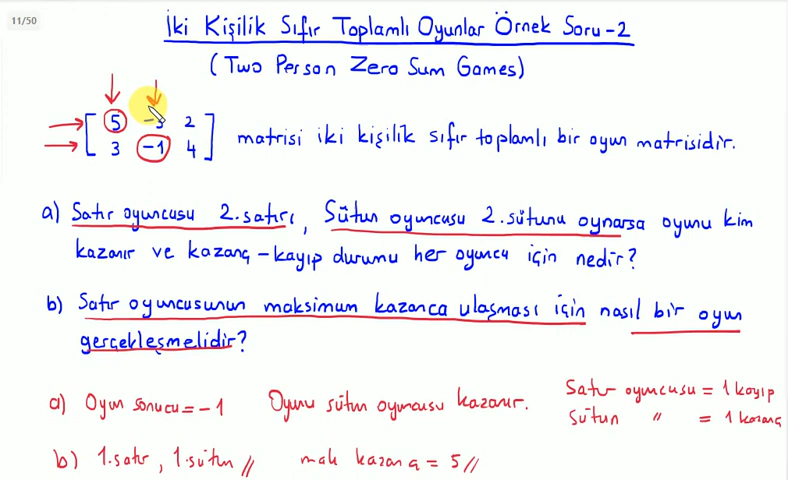 11/50
İki Kişilik Sıfır Toplamlı Oyunlar Örnek Soru-2
(Two Person Zero Sum Games)
5 -3 2
3 -1 4 matrisi iki kişilik sıfır toplamlı bir oyun matrisidir.
a) Satır oyuncusu 2.satırı, Sütun oyuncusu 2.sütunu oynarsa oyunu kim
kazanır ve kazanç-kayıp durumu her oyuncu için nedir?
b) Satır oyuncusunun maksimum kazanca ulaşması için nasıl bir oyun
gerçekleşmelidir?
a) Oyun sonucu = -1 Oyunu sütun oyuncusu kazanır. Satır oyuncusu = 1 kayıp
Sütun " = 1 kazanç
b) 1.satır, 1.sütun // mak kazanç = 5 //